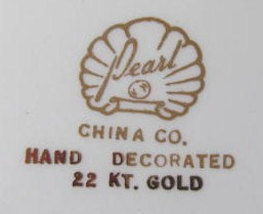 Pearl
CHINA CO.
HAND DECORATED
22 KT. GOLD